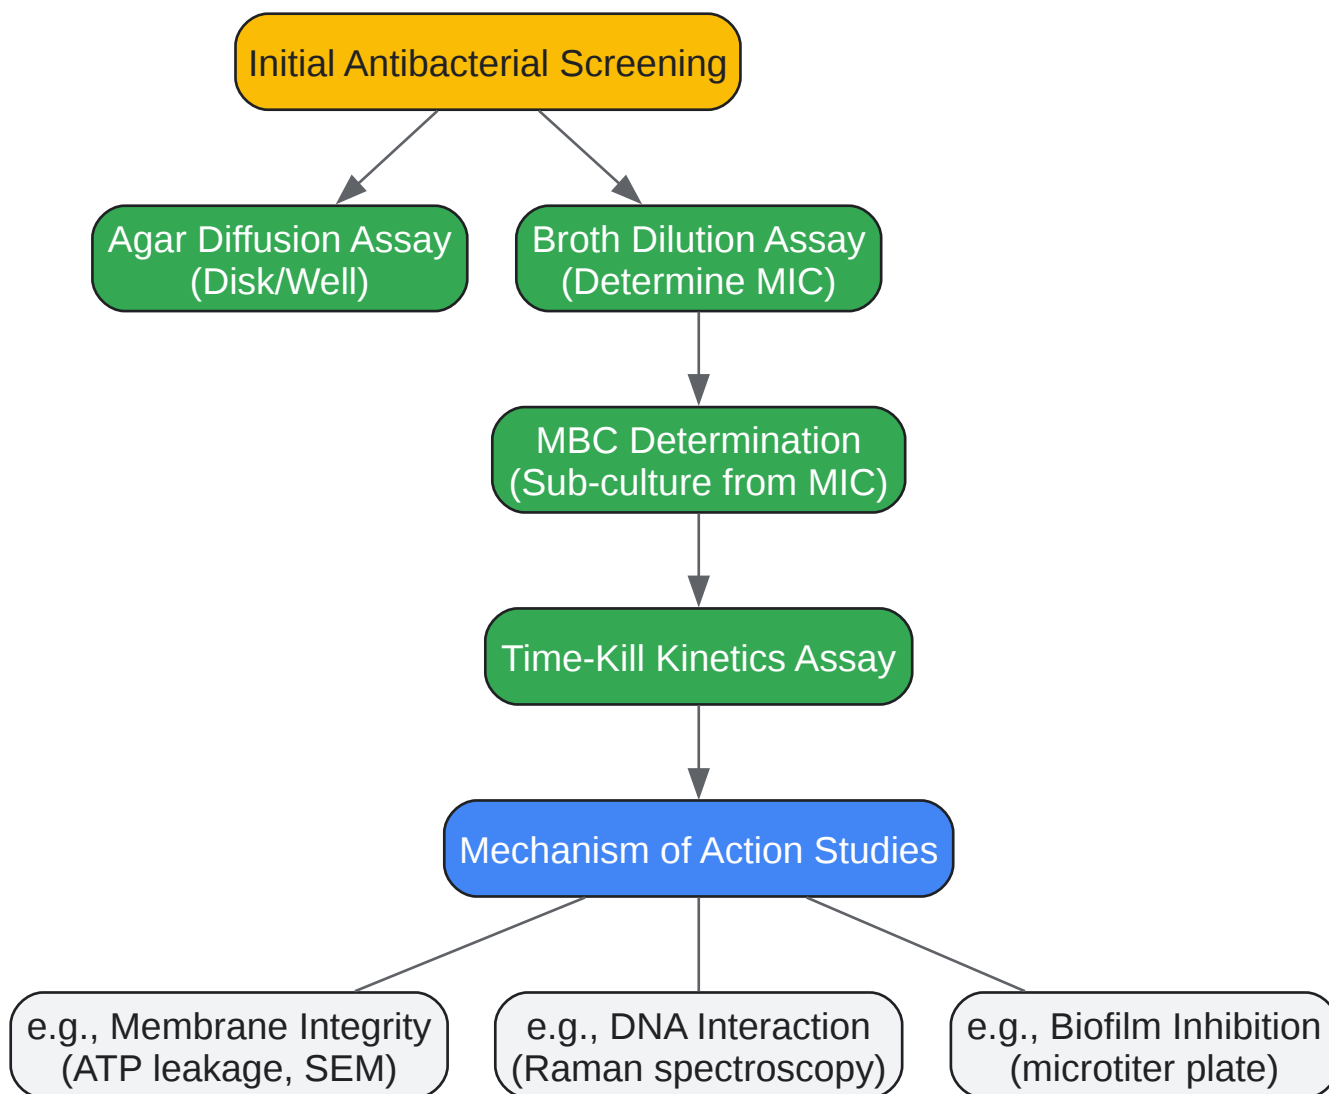 Initial Antibacterial Screening
Agar Diffusion Assay
(Disk/Well)
Broth Dilution Assay
(Determine MIC)
MBC Determination
(Sub-culture from MIC)
Time-Kill Kinetics Assay
Mechanism of Action Studies
e.g., Membrane Integrity
(ATP leakage, SEM)
e.g., DNA Interaction
(Raman spectroscopy)
e.g., Biofilm Inhibition
(microtiter plate)